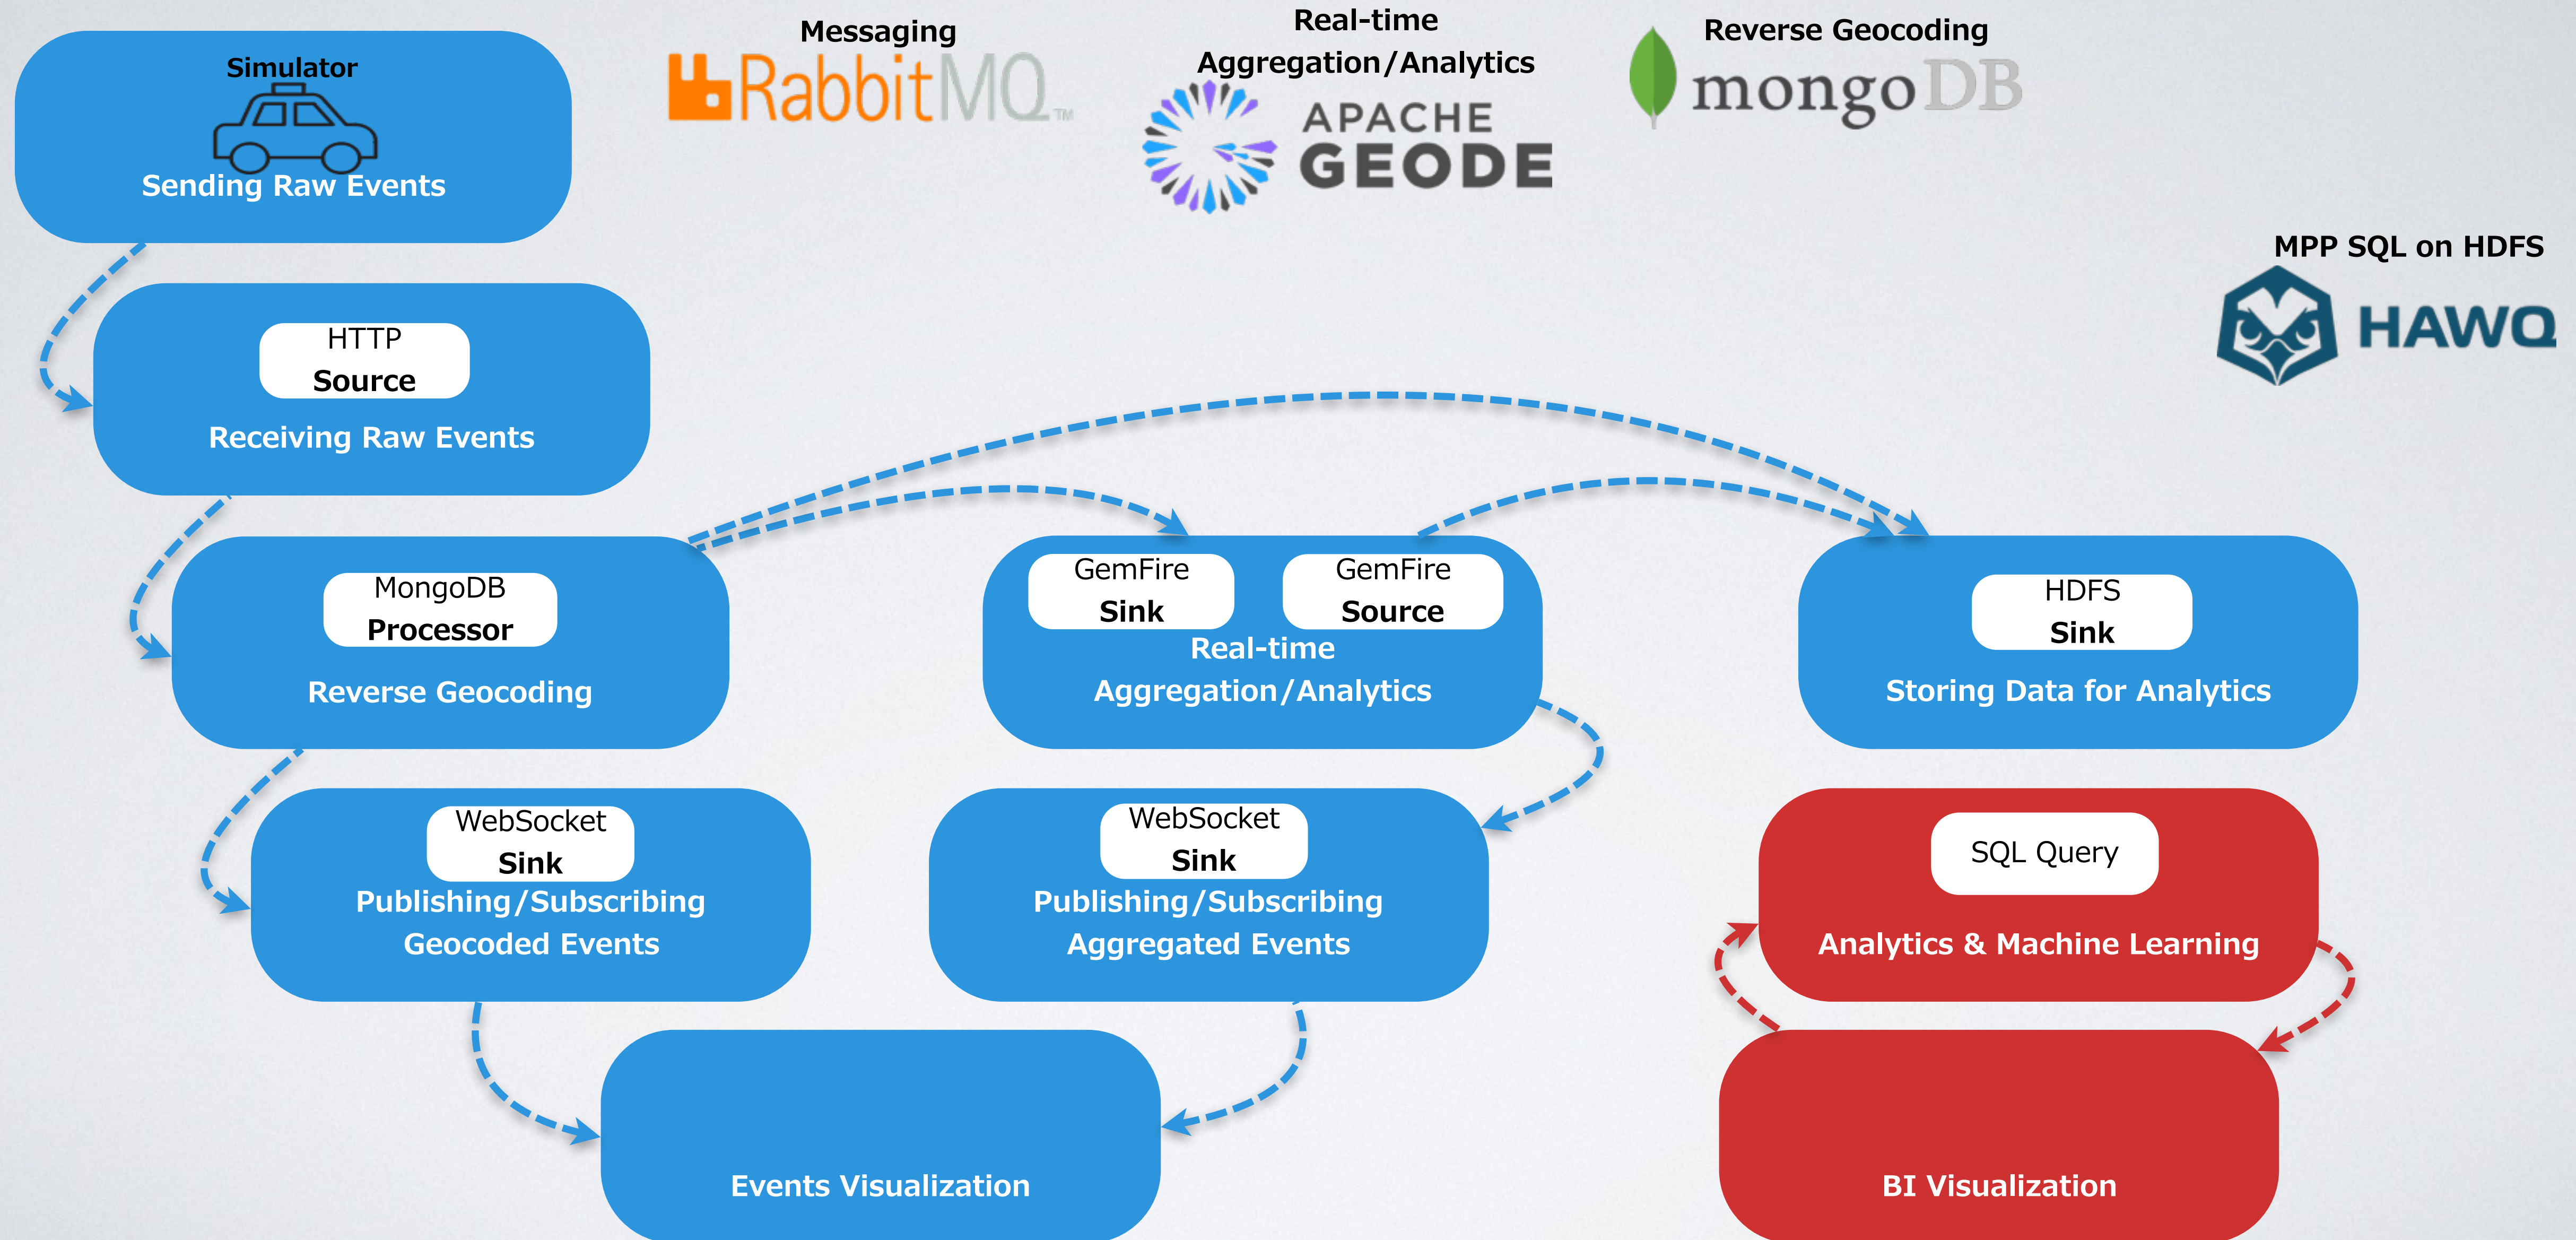 Simulator
Sending Raw Events
Messaging
RabbitMQ™
Real-time
Aggregation/Analytics
APACHE
GEODE
Reverse Geocoding
mongoDB
MPP SQL on HDFS
HAWQ
HTTP
Source
Receiving Raw Events
MongoDB
Processor
Reverse Geocoding
GemFire
Sink
GemFire
Source
Real-time
Aggregation/Analytics
HDFS
Sink
Storing Data for Analytics
WebSocket
Sink
Publishing/Subscribing
Geocoded Events
WebSocket
Sink
Publishing/Subscribing
Aggregated Events
SQL Query
Analytics & Machine Learning
Events Visualization
BI Visualization